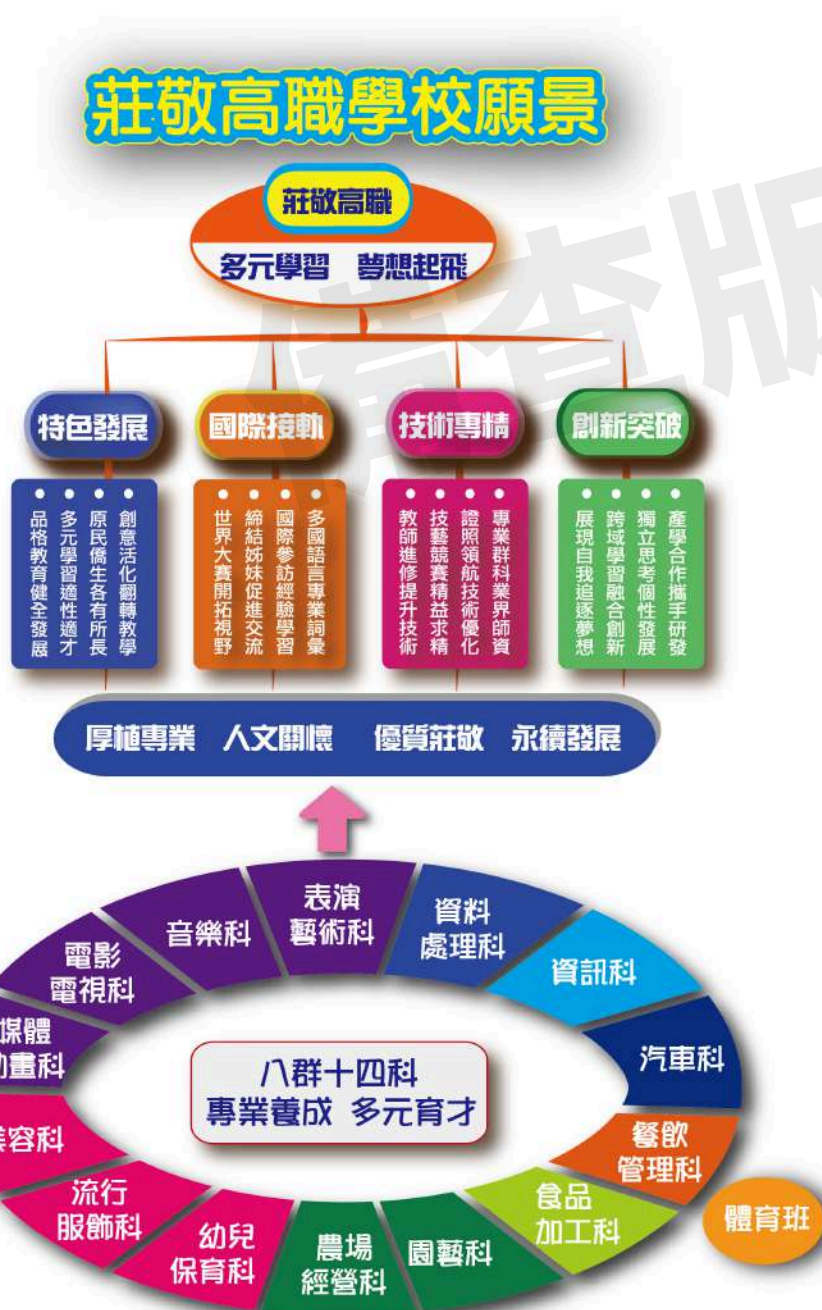 莊敬高職學校願景
莊敬高職
多元學習 夢想起飛
備查版
特色發展
國際接軌
技術專精
創新突破
創意活化翻轉教學
原民僑生各有所長
多元學習適性適才
品格教育健全發展
多國語言專業詞彙
國際參訪經驗學習
締結姊妹促進交流
世界大賽開拓視野
專業群科業界師資
證照領航技術優化
技藝競賽精益求精
教師進修提升技術
產學合作攜手研發
獨立思考個性發展
跨域學習融合創新
展現自我追逐夢想
厚植專業 人文關懷 優質莊敬 永續發展
表演
藝術科
資料
處理科
資訊科
汽車科
餐飲
管理科
食品
加工科
園藝科
農場
經營科
幼兒
保育科
流行
服飾科
容科
媒體
動畫科
電影
電視科
音樂科
八群十四科
專業養成 多元育才
體育班